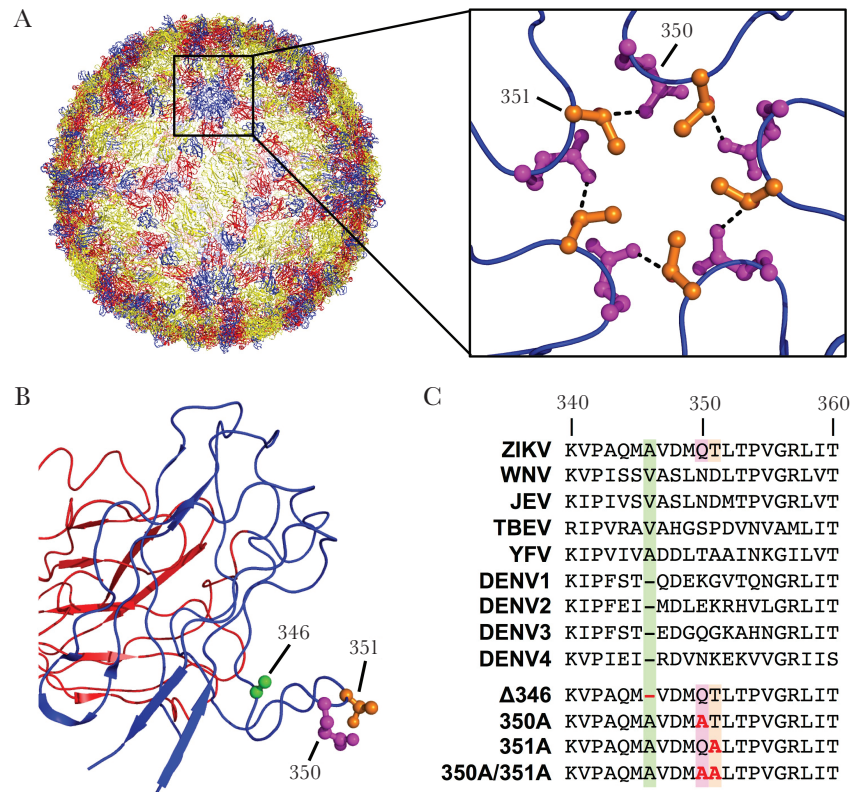 A
350
351
B
346
351
350
C
340 350 360
ZIKV KVPAQMAVDMQTLTPVGRLIT
WNV KVPISSVASLNDLTPVGRLVT
JEV KIPIVSVASLNDMTPVGRLVT
TBEV RIPVRAVAHGSPDVNVAMLIT
YFV KIPVIVADDLTAAINKGILVT
DENV1 KIPFST-QDEKGVTQNGRLIT
DENV2 KIPFEI-MDLEKRHVLGRLIT
DENV3 KIPFST-EDGQGKAHNGRLIT
DENV4 KVPIEI-RDVNKEKVVGRIIS
Δ346 KVPAQM-VDMQTLTPVGRLIT
350A KVPAQMAVDMATLTPVGRLIT
351A KVPAQMAVDMQALTPVGRLIT
350A/351A KVPAQMAVDMAALTPVGRLIT